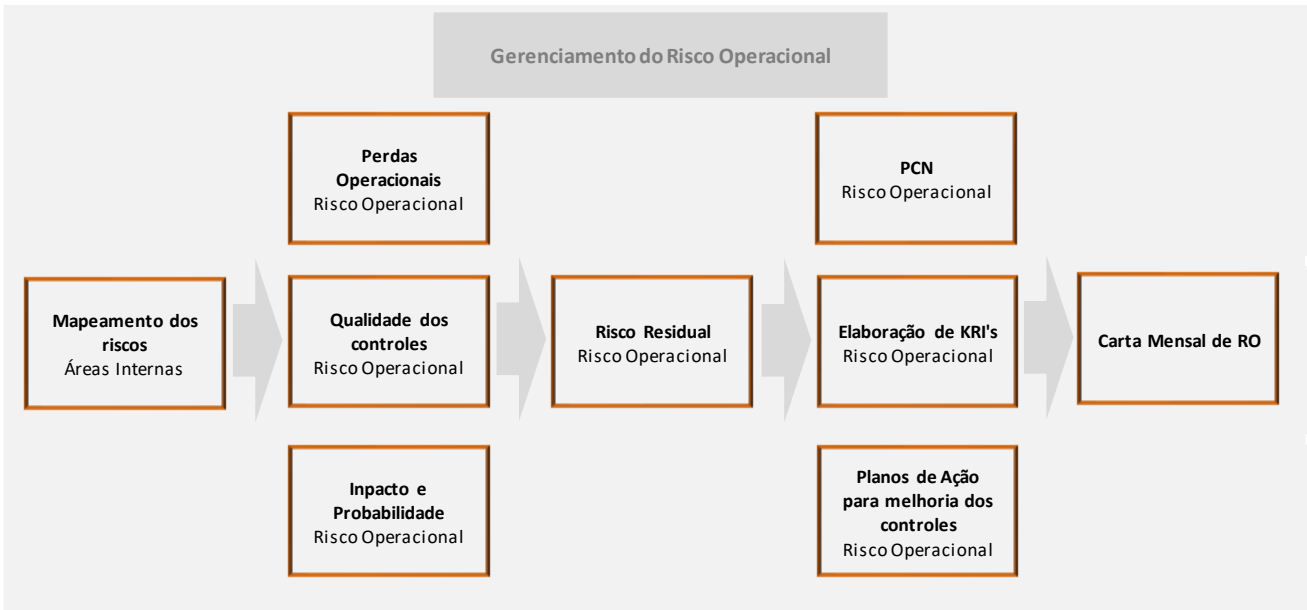 Gerenciamento do Risco Operacional
Perdas
Operacionais
Risco Operacional
PCN
Risco Operacional
Mapeamento dos
riscos
Áreas Internas
Qualidade dos
controles
Risco Operacional
Risco Residual
Risco Operacional
Elaboração de KRI's
Risco Operacional
Carta Mensal de RO
Inpacto e
Probabilidade
Risco Operacional
Planos de Ação
para melhoria dos
controles
Risco Operacional